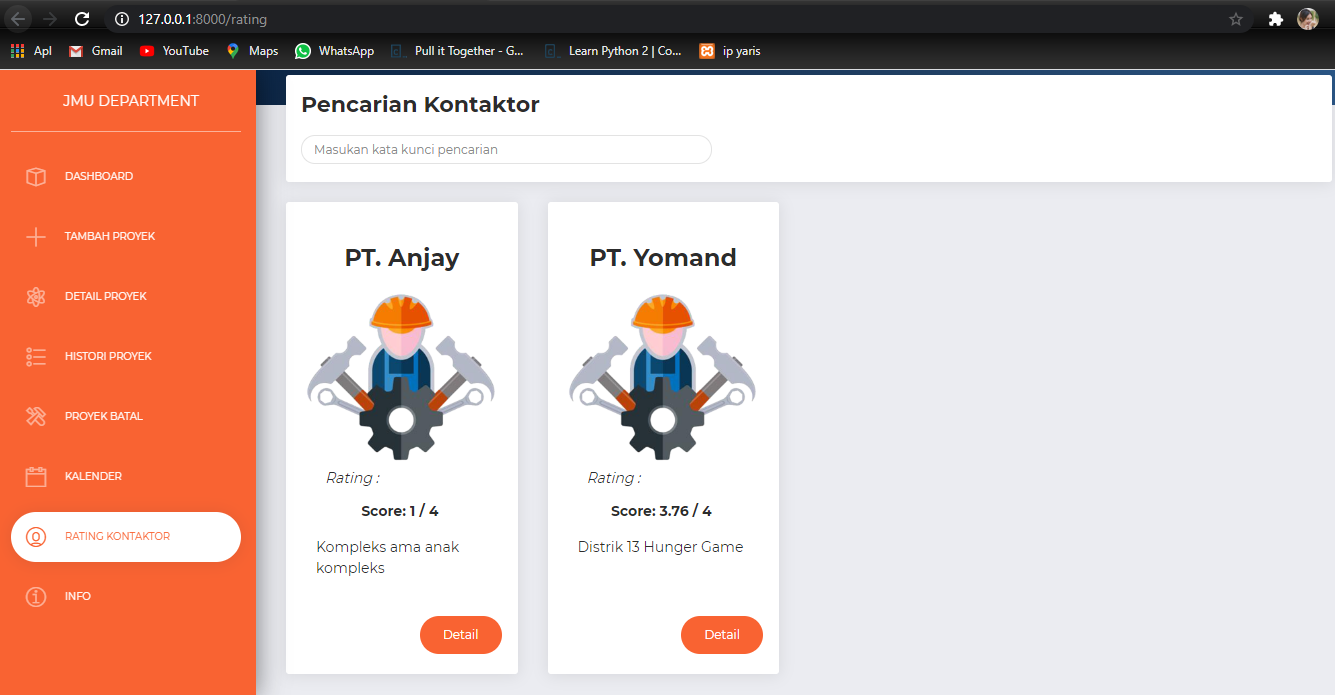 127.0.0.1:8000/rating
Apl Gmail YouTube Maps WhatsApp Pull it Together - G... Learn Python 2 | Co... ip yaris
JMU DEPARTMENT
DASHBOARD
TAMBAH PROYEK
DETAIL PROYEK
HISTORI PROYEK
PROYEK BATAL
KALENDER
RATING KONTAKTOR
INFO
Pencarian Kontaktor
Masukan kata kunci pencarian
PT. Anjay
Rating :
Score: 1 / 4
Kompleks ama anak
kompleks
Detail
PT. Yomand
Rating :
Score: 3.76 / 4
Distrik 13 Hunger Game
Detail